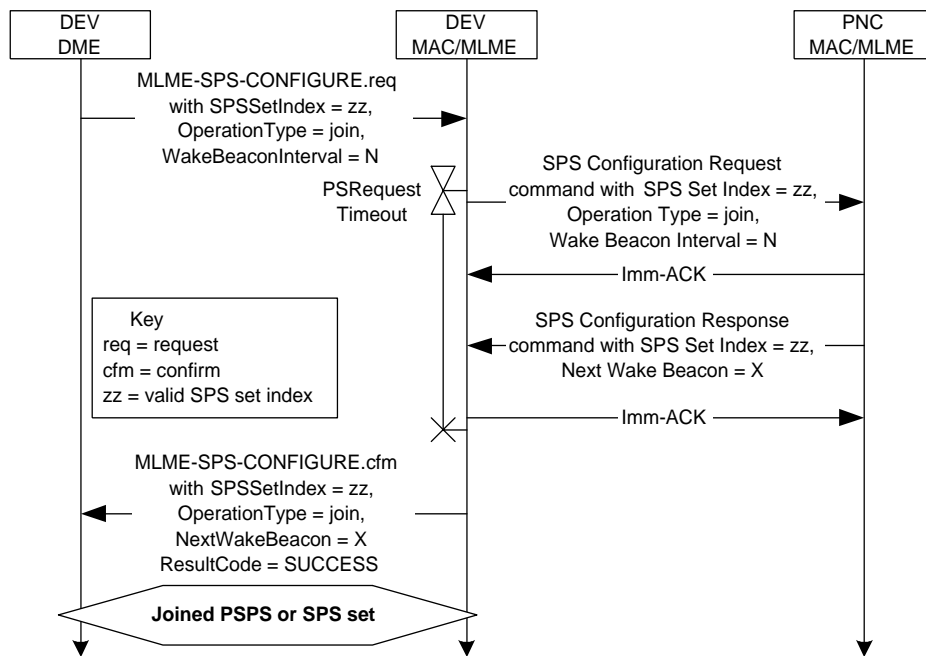 DEV
DME
DEV
MAC/MLME
PNC
MAC/MLME
MLME-SPS-CONFIGURE.req
with SPSSetIndex = zz,
OperationType = join,
WakeBeaconInterval = N
PSRequest
Timeout
SPS Configuration Request
command with SPS Set Index = zz,
Operation Type = join,
Wake Beacon Interval = N
Imm-ACK
Key
req = request
cfm = confirm
zz = valid SPS set index
SPS Configuration Response
command with SPS Set Index = zz,
Next Wake Beacon = X
Imm-ACK
MLME-SPS-CONFIGURE.cfm
with SPSSetIndex = zz,
OperationType = join,
NextWakeBeacon = X
ResultCode = SUCCESS
Joined PSPS or SPS set